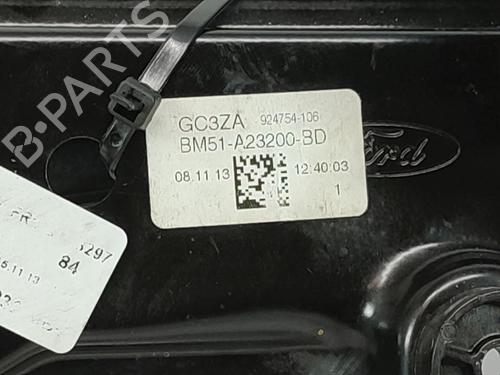 B-PARTS
GC3ZA 924754-106
BM51-A23200-BD
08.11.13 12:40:03
1
Ford
84